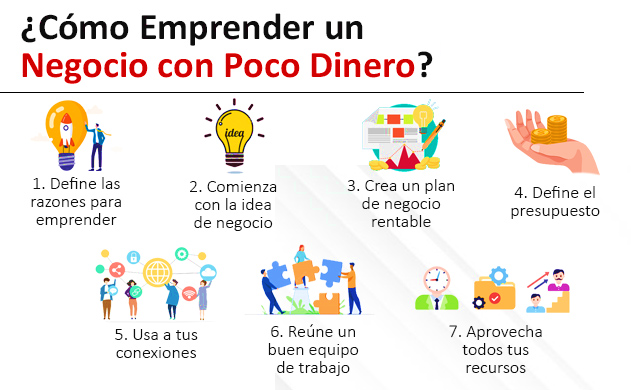 ¿Cómo Emprender un
Negocio con Poco Dinero?
ideq
1. Define las
razones para
emprender
2. Comienza
con la idea
de negocio
3. Crea un plan
de negocio
rentable
4. Define el
presupuesto
5. Usa a tus
conexiones
6. Reúne un
buen equipo
de trabajo
7. Aprovecha
todos tus
recursos